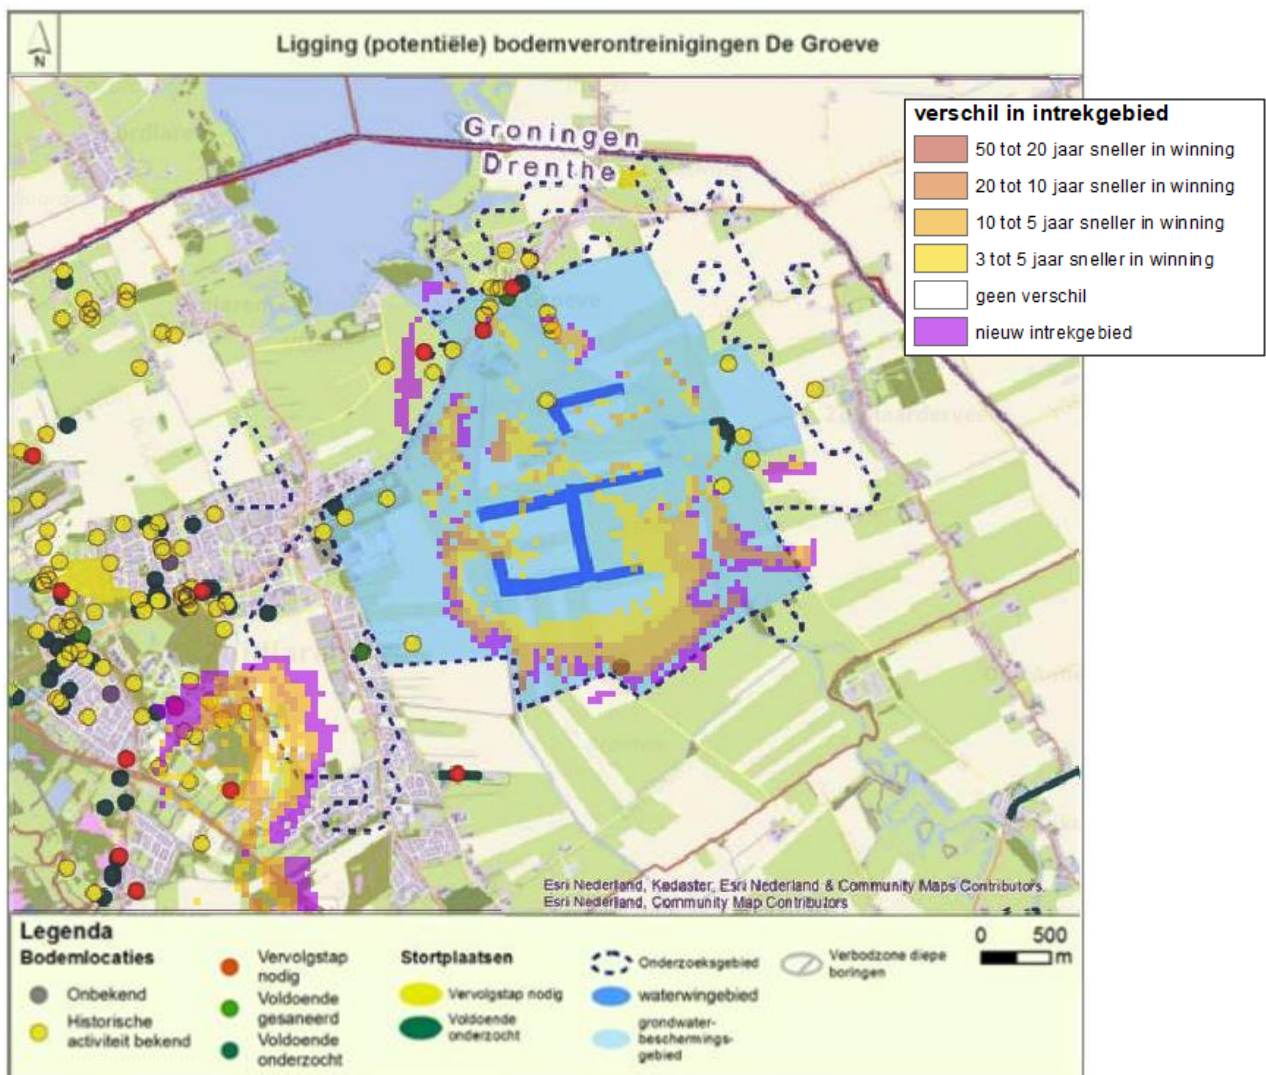 Ligging (potentiële) bodemverontreinigingen De Groeve
N
Groningen
Drenthe
verschil in intrekgebied
50 tot 20 jaar sneller in winning
20 tot 10 jaar sneller in winning
10 tot 5 jaar sneller in winning
3 tot 5 jaar sneller in winning
geen verschil
nieuw intrekgebied
Esri Nederland, Kadaster, Esri Nederland & Community Maps Contributors.
Esri Nederland, Community Map Contributors
Legenda
Bodemlocaties
Onbekend
Historische
activiteit bekend
Vervolgstap
nodig
Voldoende
gesaneerd
Voldoende
onderzocht
Stortplaatsen
Vervolgstap nodig
Voldoende
onderzocht
Onderzoeksgebied
waterwingebied
grondwater-
beschermings-
gebied
Verbodzone diepe
boringen
0 500
m